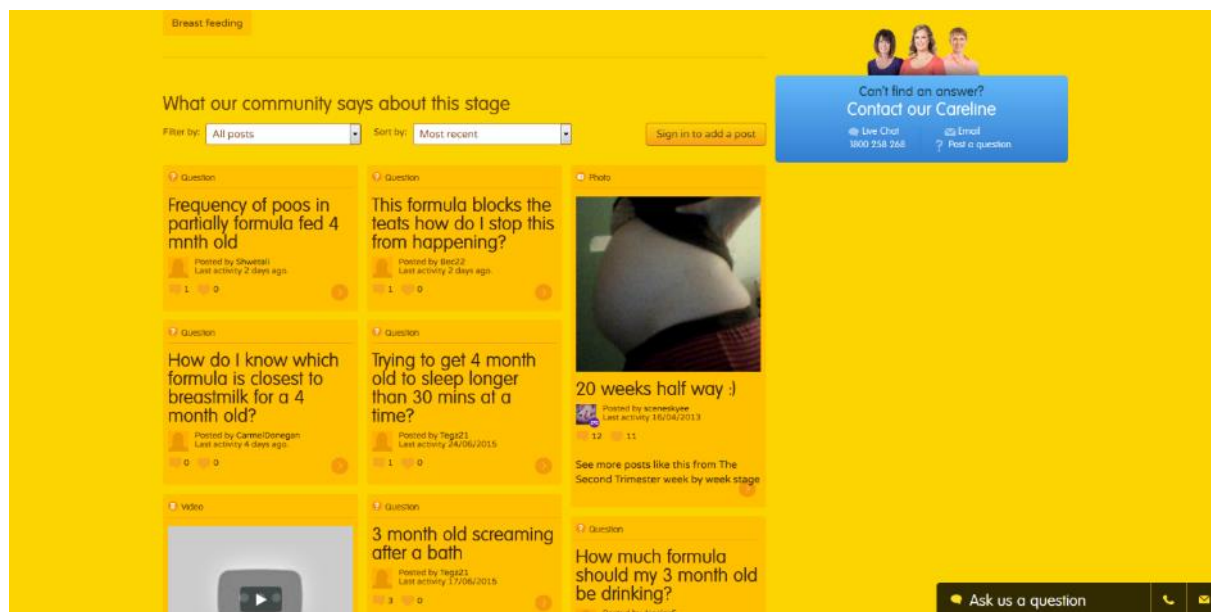 Breast feeding
Can't find an answer?
Contact our Careline
Live Chat
Email
1800 258 268
Post a question
What our community says about this stage
Filter by:
All posts
Sort by:
Most recent
Sign in to add a post
Question
Frequency of poos in
partially formula fed 4
mnth old
Posted by Shwetali
Last activity 2 days ago.
1 0
Question
This formula blocks the
teats how do I stop this
from happening?
Posted by Bec22
Last activity 2 days ago.
1 0
Photo
20 weeks half way :)
Posted by sceneskyee
Last activity 16/04/2013
12 11
See more posts like this from The
Second Trimester week by week stage
Question
How do I know which
formula is closest to
breastmilk for a 4
month old?
Posted by CarmelDonegan
Last activity 4 days ago.
0 0
Question
Trying to get 4 month
old to sleep longer
than 30 mins at a
time?
Posted by Tegz21
Last activity 24/06/2015
1 0
Video
Question
3 month old screaming
after a bath
Posted by Tegz21
Last activity 17/06/2015
3 0
Question
How much formula
should my 3 month old
be drinking?
Ask us a question